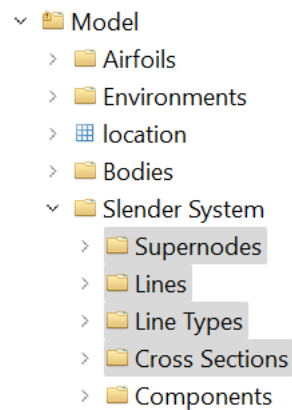 Model
Airfoils
Environments
location
Bodies
Slender System
Supernodes
Lines
Line Types
Cross Sections
Components